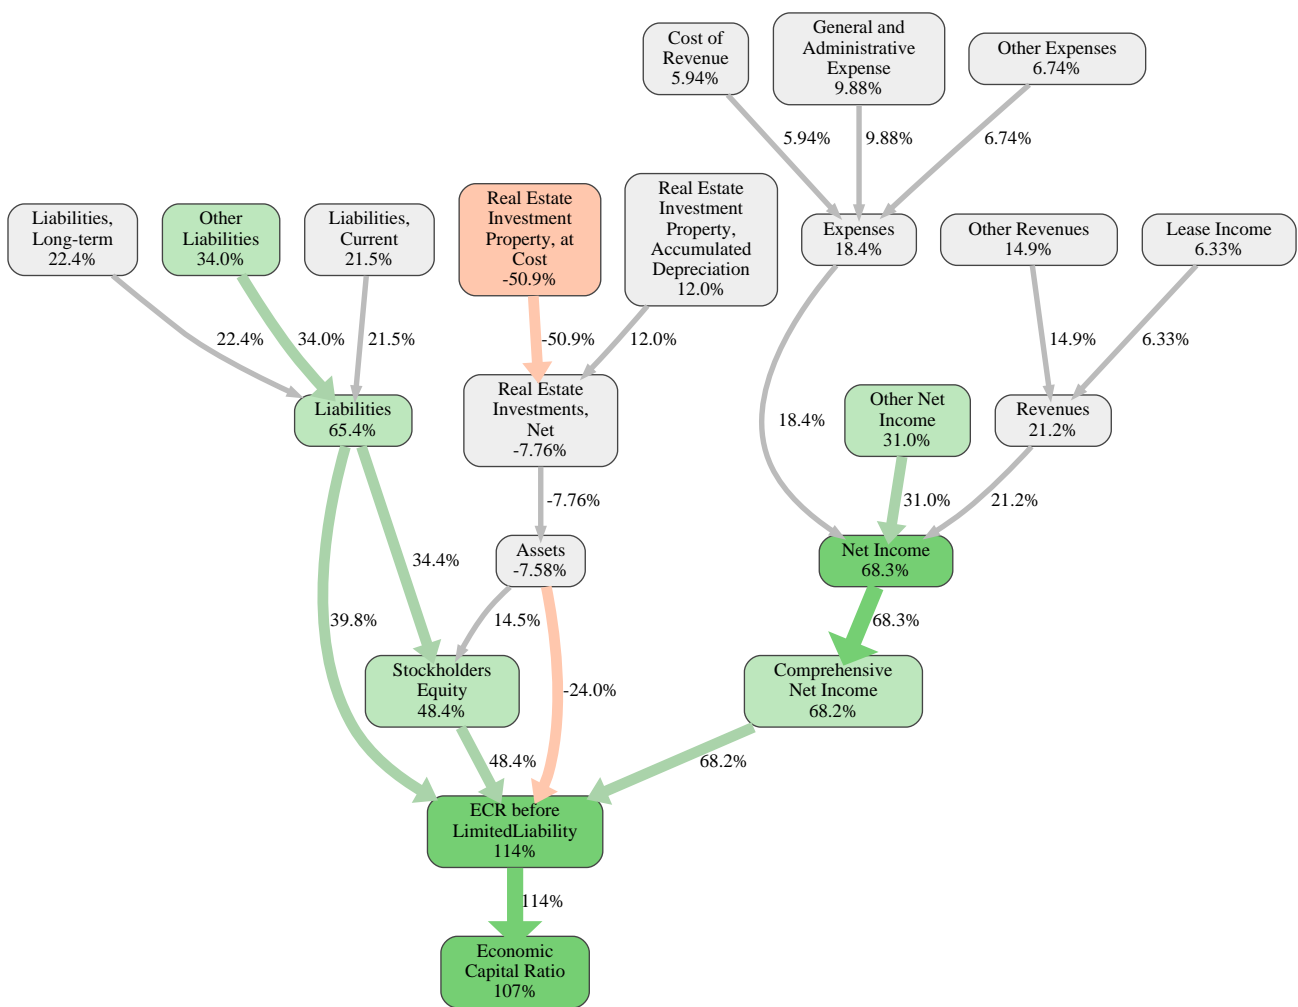 Cost of
Revenue
5.94%
General and
Administrative
Expense
9.88%
Other Expenses
6.74%
5.94%
9.88%
6.74%
Liabilities,
Long-term
22.4%
Other
Liabilities
34.0%
Liabilities,
Current
21.5%
Real Estate
Investment
Property, at
Cost
-50.9%
Real Estate
Investment
Property,
Accumulated
Depreciation
12.0%
Expenses
18.4%
Other Revenues
14.9%
Lease Income
6.33%
22.4%
34.0%
21.5%
-50.9%
12.0%
14.9%
6.33%
Liabilities
65.4%
Real Estate
Investments,
Net
-7.76%
18.4%
Other Net
Income
31.0%
Revenues
21.2%
-7.76%
31.0%
21.2%
34.4%
Assets
-7.58%
Net Income
68.3%
39.8%
14.5%
68.3%
Stockholders
Equity
48.4%
-24.0%
Comprehensive
Net Income
68.2%
48.4%
68.2%
ECR before
LimitedLiability
114%
114%
Economic
Capital Ratio
107%